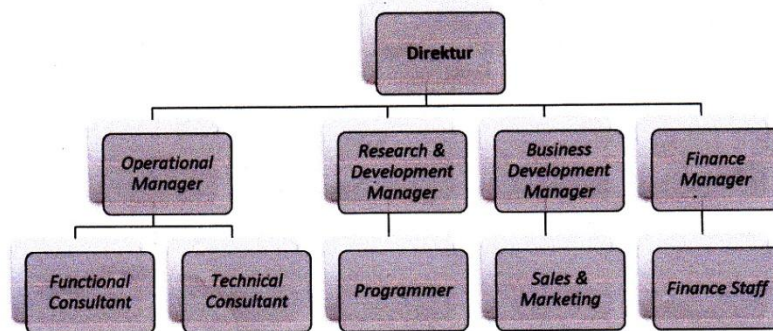 Direktur
Operational
Manager
Research &
Development
Manager
Business
Development
Manager
Finance
Manager
Functional
Consultant
Technical
Consultant
Programmer
Sales &
Marketing
Finance Staff